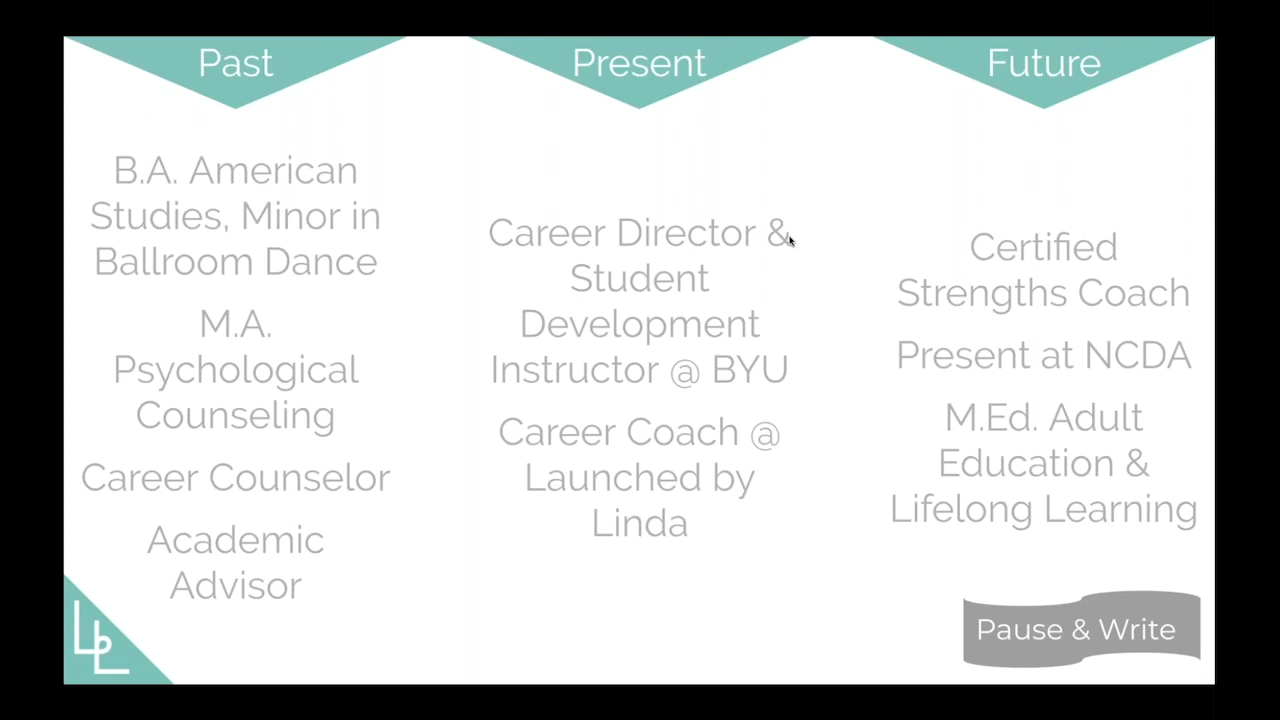 Past
B.A. American
Studies, Minor in
Ballroom Dance
M.A.
Psychological
Counseling
Career Counselor
Academic
Advisor
Present
Career Director &
Student
Development
Instructor @ BYU
Career Coach @
Launched by
Linda
Future
Certified
Strengths Coach
Present at NCDA
M.Ed. Adult
Education &
Lifelong Learning
Pause & Write
LbL